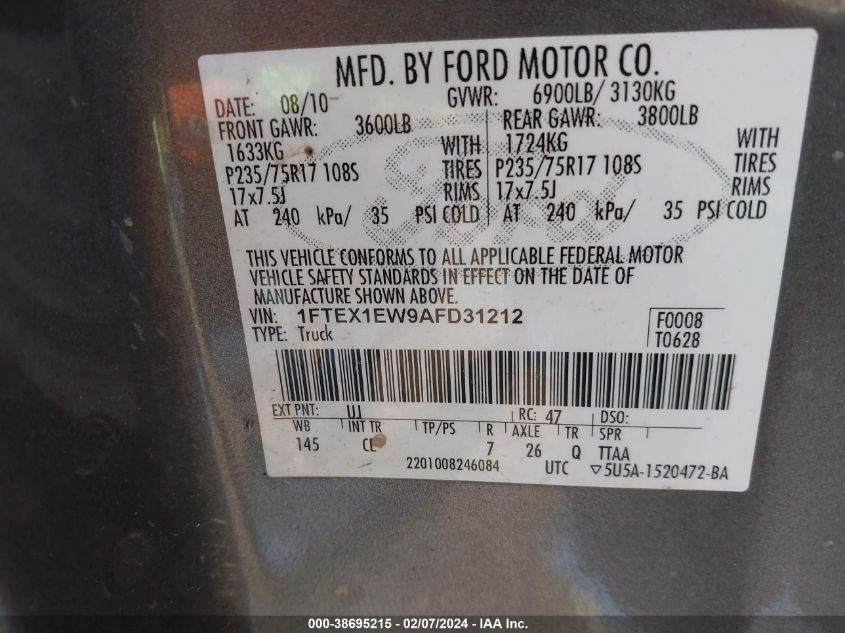 MFD. BY FORD MOTOR CO.
DATE: 08/10 GVWR: 6900LB/ 3130KG
FRONT GAWR: 3600LB REAR GAWR: 3800LB
1633KG WITH 1724KG WITH
P235/75R17 108S TIRES P235/75R17 108S TIRES
17x7.5J RIMS 17x7.5J RIMS
AT 240 kPa/ 35 PSI COLD AT 240 kPa/ 35 PSI COLD
THIS VEHICLE CONFORMS TO ALL APPLICABLE FEDERAL MOTOR
VEHICLE SAFETY STANDARDS IN EFFECT ON THE DATE OF
MANUFACTURE SHOWN ABOVE.
VIN: 1FTEX1EW9AFD31212 F0008
TYPE: Truck T0628
EXT PNT: UJ RC: 47 DSO:
WB INT TR TP/PS R AXLE TR SPR
145 CL 7 26 Q TTAA
2201008246084 UTC ▽5U5A-1520472-BA
000-38695215 - 02/07/2024 - IAAI.COM